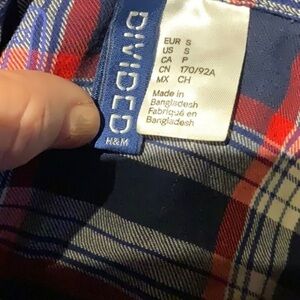 DIVIDED
H&M
EUR S
US S
CA P
CN 170/92A
MX CH
Made in
Bangladesh
Fabriqué en
Bangladesh